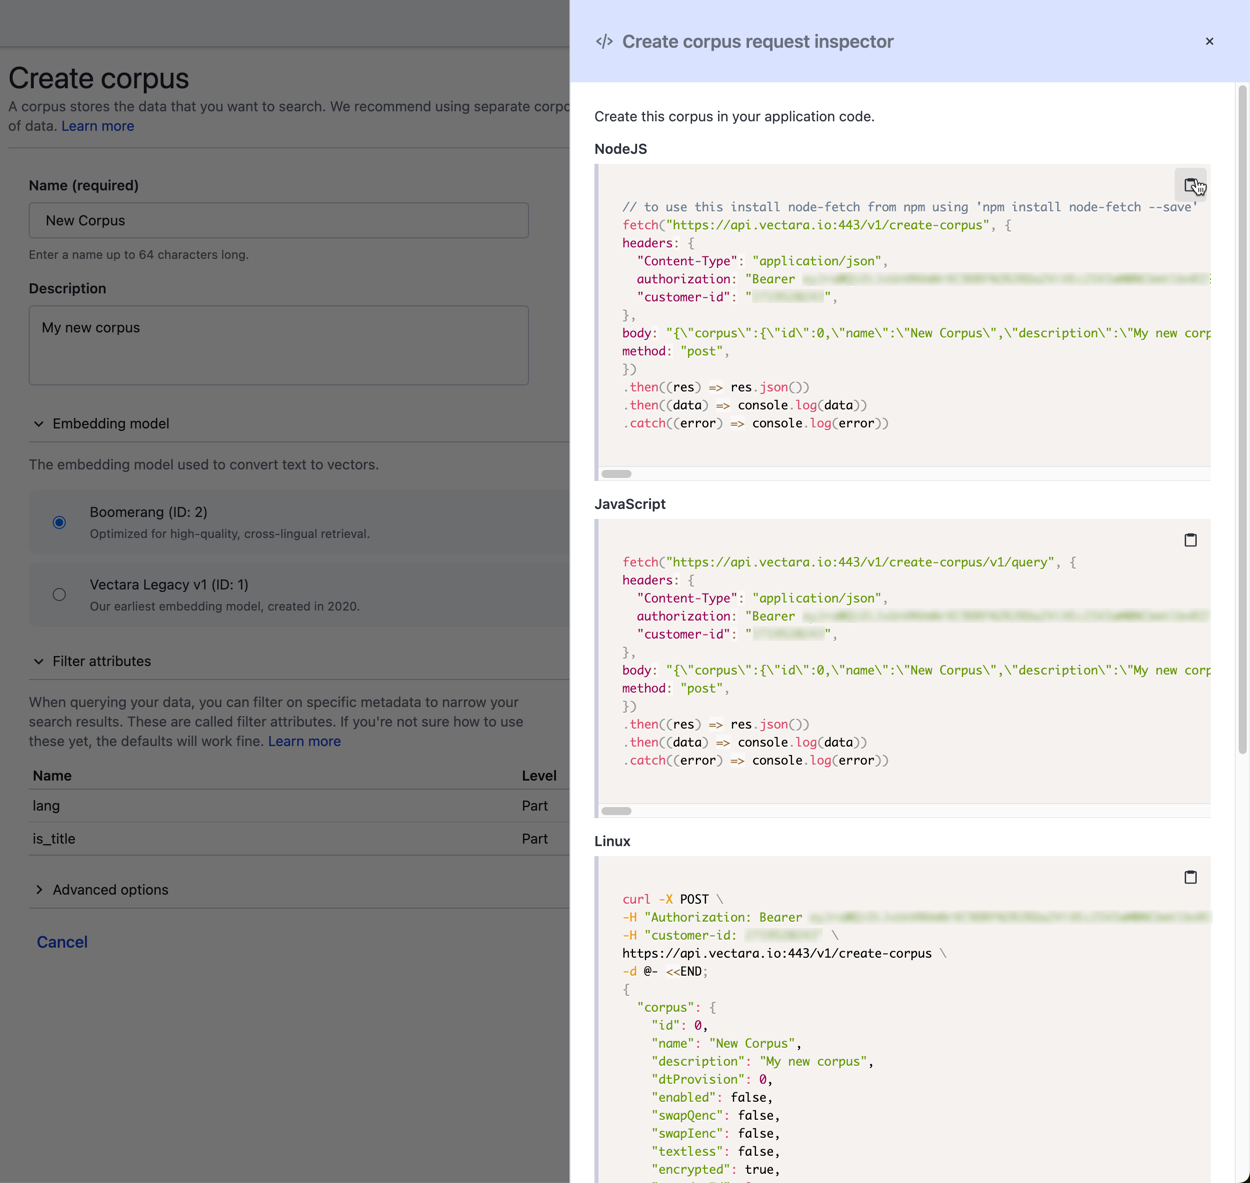 Create corpus
A corpus stores the data that you want to search. We recommend using separate corpo
of data. Learn more
Name (required)
New Corpus
Enter a name up to 64 characters long.
Description
My new corpus
Embedding model
The embedding model used to convert text to vectors.
Boomerang (ID: 2)
Optimized for high-quality, cross-lingual retrieval.
Vectara Legacy v1 (ID: 1)
Our earliest embedding model, created in 2020.
Filter attributes
When querying your data, you can filter on specific metadata to narrow your
search results. These are called filter attributes. If you're not sure how to use
these yet, the defaults will work fine. Learn more
Name Level
lang Part
is_title Part
Advanced options
Cancel
</> Create corpus request inspector
Create this corpus in your application code.
NodeJS
// to use this install node-fetch from npm using 'npm install node-fetch --save'
fetch("https://api.vectara.io:443/v1/create-corpus", {
headers: {
"Content-Type": "application/json",
authorization: "Bearer
"customer-id": "",
},
body: "{\"corpus\":{\"id\":0,\"name\":\"New Corpus\",\"description\":\"My new corp
method: "post",
})
.then((res) => res.json())
.then((data) => console.log(data))
.catch((error) => console.log(error))
JavaScript
fetch("https://api.vectara.io:443/v1/create-corpus/v1/query", {
headers: {
"Content-Type": "application/json",
authorization: "Bearer
"customer-id": "",
},
body: "{\"corpus\":{\"id\":0,\"name\":\"New Corpus\",\"description\":\"My new corp
method: "post",
})
.then((res) => res.json())
.then((data) => console.log(data))
.catch((error) => console.log(error))
Linux
curl -X POST \
-H "Authorization: Bearer
-H "customer-id: " \
https://api.vectara.io:443/v1/create-corpus \
-d @- <<END;
{
"corpus": {
"id": 0,
"name": "New Corpus",
"description": "My new corpus",
"dtProvision": 0,
"enabled": false,
"swapQenc": false,
"swapIenc": false,
"textless": false,
"encrypted": true,